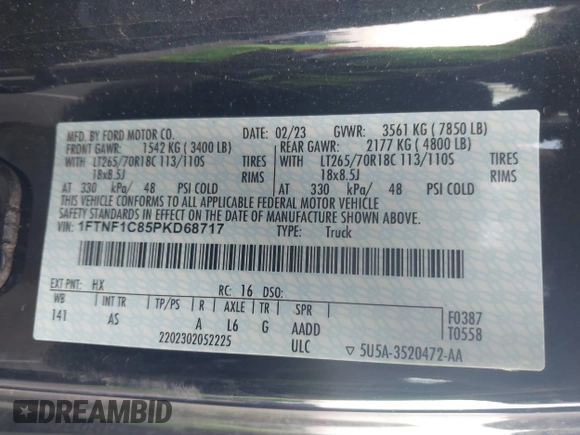 MFD. BY FORD MOTOR CO. DATE: 02/23 GVWR: 3561 KG ( 7850 LB)
FRONT GAWR: 1542 KG ( 3400 LB) REAR GAWR: 2177 KG ( 4800 LB)
WITH LT265/70R18C 113/110S TIRES WITH LT265/70R18C 113/110S TIRES
18x8.5J RIMS 18x8.5J RIMS
AT 330 kPa/ 48 PSI COLD AT 330 kPa/ 48 PSI COLD
THIS VEHICLE CONFORMS TO ALL APPLICABLE FEDERAL MOTOR VEHICLE
SAFETY STANDARDS IN EFFECT ON THE DATE OF MANUFACTURE SHOWN ABOVE.
VIN: 1FTNF1C85PKD68717 TYPE: Truck
EXT PNT: HX RC: 16 DSO:
WB INT TR TP/PS R AXLE TR SPR
141 AS A L6 G AADD
F0387
T0558
2202302052225 ULC ▽ 5U5A-3520472-AA
DREAMBID